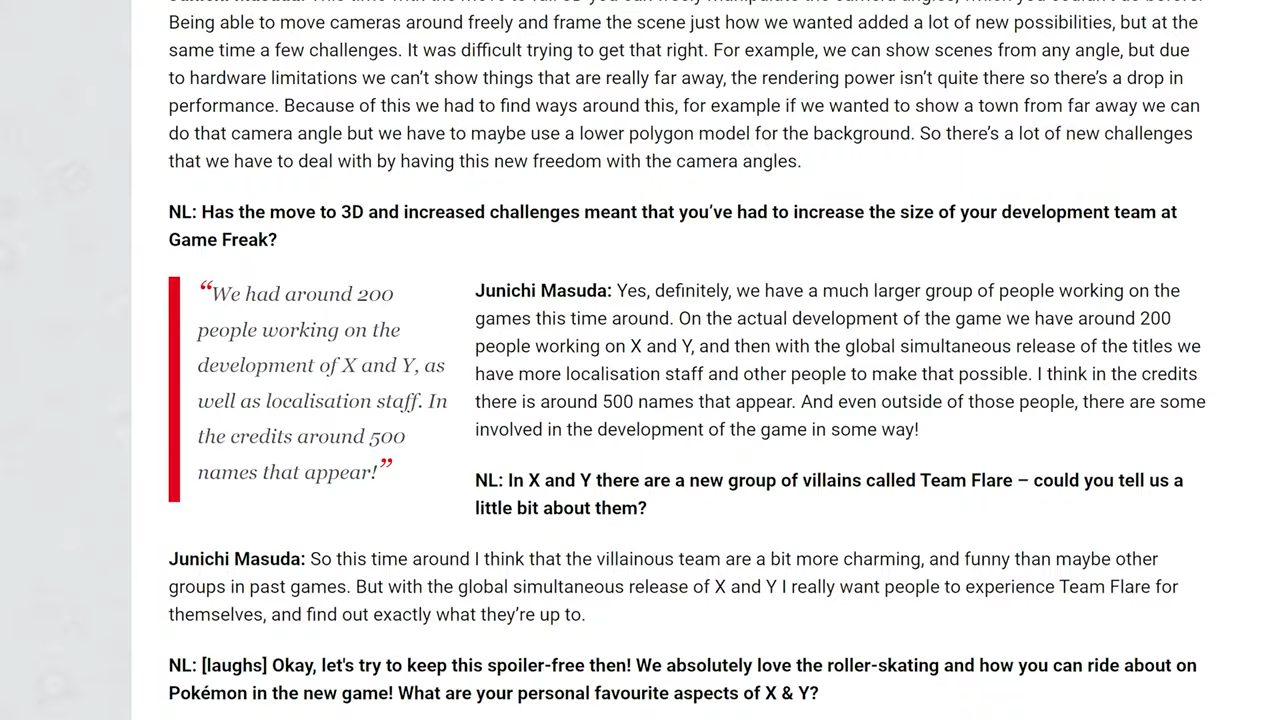 Being able to move cameras around freely and frame the scene just how we wanted added a lot of new possibilities, but at the
same time a few challenges. It was difficult trying to get that right. For example, we can show scenes from any angle, but due
to hardware limitations we can’t show things that are really far away, the rendering power isn’t quite there so there’s a drop in
performance. Because of this we had to find ways around this, for example if we wanted to show a town from far away we can
do that camera angle but we have to maybe use a lower polygon model for the background. So there’s a lot of new challenges
that we have to deal with by having this new freedom with the camera angles.
NL: Has the move to 3D and increased challenges meant that you’ve had to increase the size of your development team at
Game Freak?
“We had around 200
people working on the
development of X and Y, as
well as localisation staff. In
the credits around 500
names that appear!”
Junichi Masuda: Yes, definitely, we have a much larger group of people working on the
games this time around. On the actual development of the game we have around 200
people working on X and Y, and then with the global simultaneous release of the titles we
have more localisation staff and other people to make that possible. I think in the credits
there is around 500 names that appear. And even outside of those people, there are some
involved in the development of the game in some way!
NL: In X and Y there are a new group of villains called Team Flare – could you tell us a
little bit about them?
Junichi Masuda: So this time around I think that the villainous team are a bit more charming, and funny than maybe other
groups in past games. But with the global simultaneous release of X and Y I really want people to experience Team Flare for
themselves, and find out exactly what they’re up to.
NL: [laughs] Okay, let's try to keep this spoiler-free then! We absolutely love the roller-skating and how you can ride about on
Pokémon in the new game! What are your personal favourite aspects of X & Y?